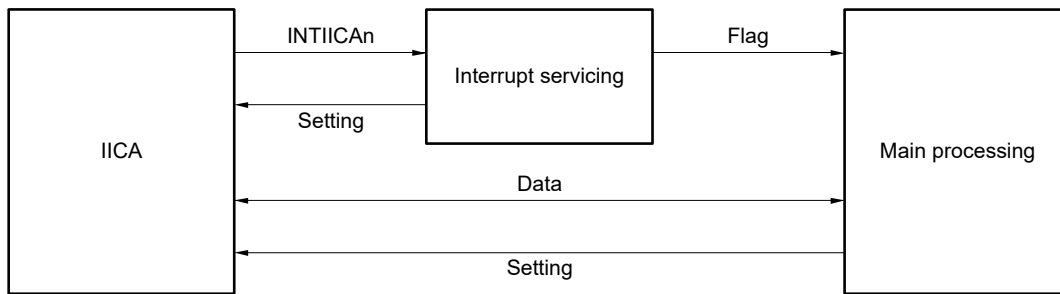 INTIICAn
Flag
Interrupt servicing
Setting
IICA
Main processing
Data
Setting